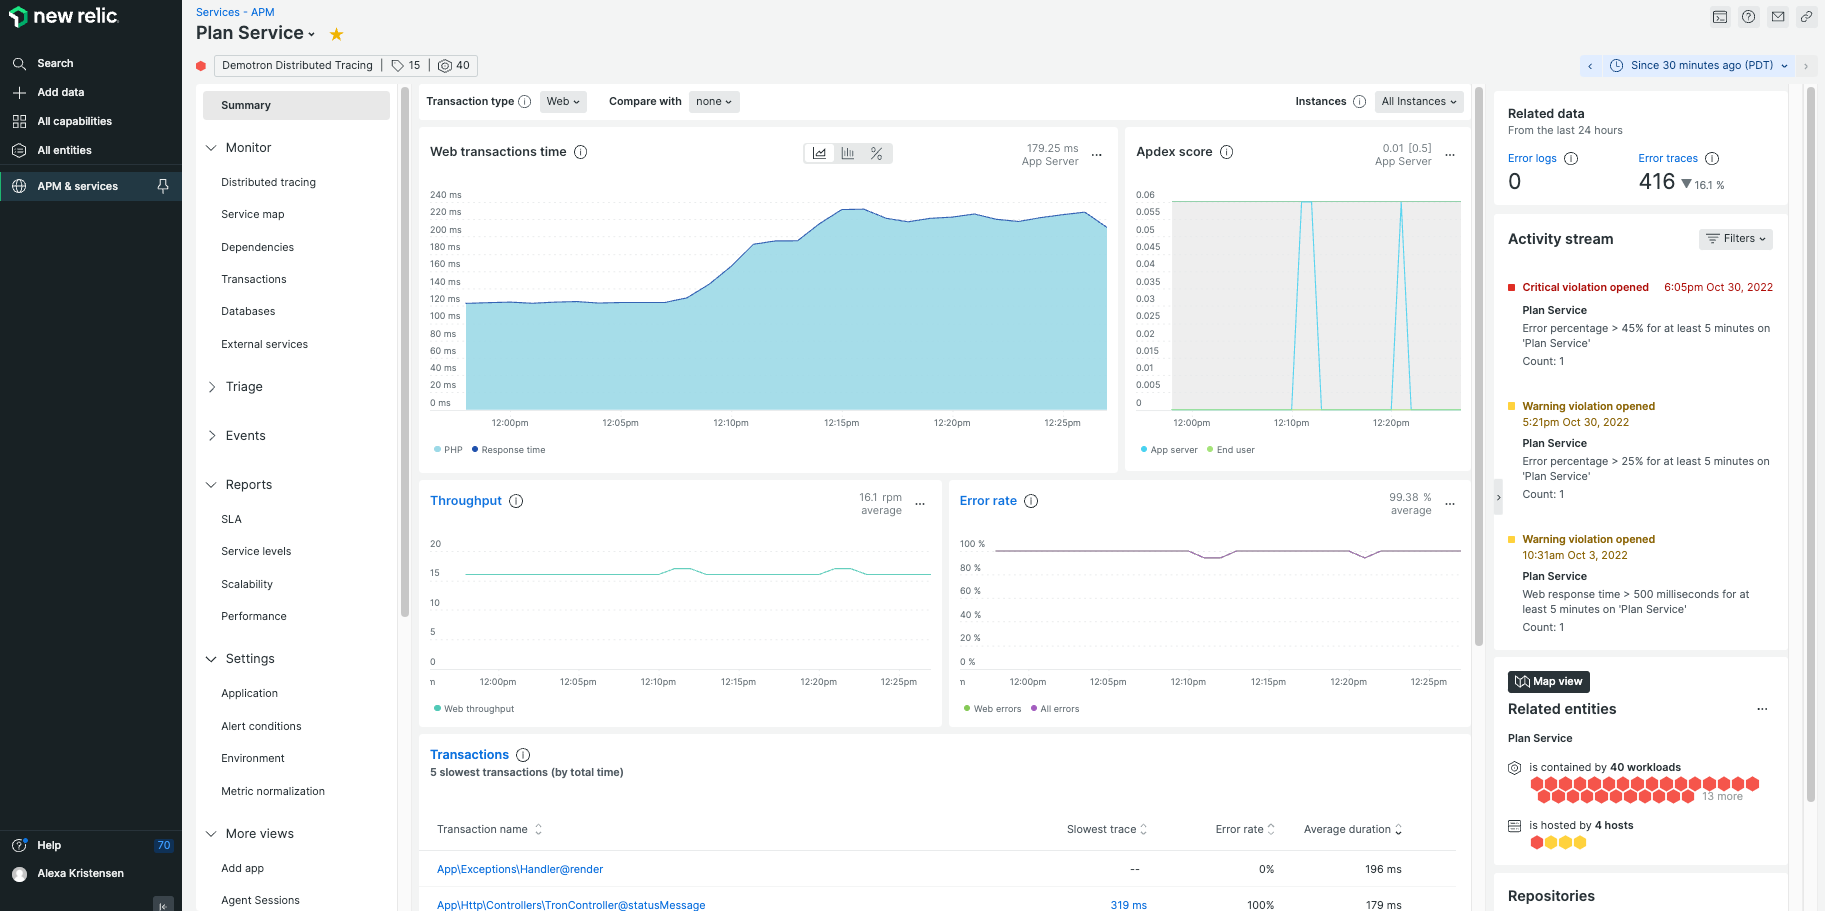 new relic
Search
Add data
All capabilities
All entities
APM & services
Help
70
Alexa Kristensen
Services - APM
Plan Service
Demotron Distributed Tracing | 15 | 40
Since 30 minutes ago (PDT)
Summary
Monitor
Distributed tracing
Service map
Dependencies
Transactions
Databases
External services
Triage
Events
Reports
SLA
Service levels
Scalability
Performance
Settings
Application
Alert conditions
Environment
Metric normalization
More views
Add app
Agent Sessions
Transaction type Web Compare with none
Instances All Instances
Web transactions time
179.25 ms
App Server
240 ms
220 ms
200 ms
180 ms
160 ms
140 ms
120 ms
100 ms
80 ms
60 ms
40 ms
20 ms
0 ms
12:00pm 12:05pm 12:10pm 12:15pm 12:20pm 12:25pm
PHP Response time
Apdex score
0.01 [0.5]
App Server
0.06
0.055
0.05
0.045
0.04
0.035
0.03
0.025
0.02
0.015
0.01
0.005
0
12:00pm 12:10pm 12:20pm
App server End user
Throughput
16.1 rpm
average
20
15
10
5
0
m 12:00pm 12:05pm 12:10pm 12:15pm 12:20pm 12:25pm
Web throughput
Error rate
99.38 %
average
100 %
80 %
60 %
40 %
20 %
0 %
m 12:00pm 12:05pm 12:10pm 12:15pm 12:20pm 12:25pm
Web errors All errors
Transactions
5 slowest transactions (by total time)
Transaction name Slowest trace Error rate Average duration
App\Exceptions\Handler@render -- 0% 196 ms
App\Http\Controllers\TronController@statusMessage 319 ms 100% 179 ms
Related data
From the last 24 hours
Error logs Error traces
0 416 16.1 %
Activity stream Filters
Critical violation opened 6:05pm Oct 30, 2022
Plan Service
Error percentage > 45% for at least 5 minutes on
'Plan Service'
Count: 1
Warning violation opened
5:21pm Oct 30, 2022
Plan Service
Error percentage > 25% for at least 5 minutes on
'Plan Service'
Count: 1
Warning violation opened
10:31am Oct 3, 2022
Plan Service
Web response time > 500 milliseconds for at
least 5 minutes on 'Plan Service'
Count: 1
Map view
Related entities
Plan Service
is contained by 40 workloads
13 more
is hosted by 4 hosts
Repositories